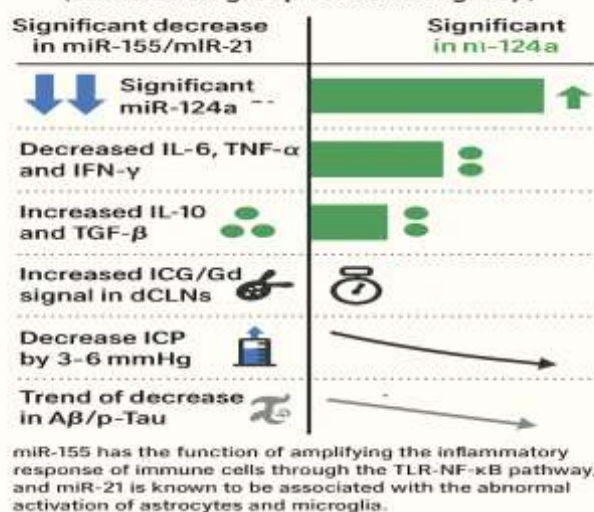 Significant decrease
in miR-155/mIR-21
Significant
in m-124a
Significant
miR-124a
Decreased IL-6, TNF-α
and IFN-γ
Increased IL-10
and TGF-β
Increased ICG/Gd
signal in dCLNs
Decrease ICP
by 3-6 mmHg
Trend of decrease
in Aβ/p-Tau
miR-155 has the function of amplifying the inflammatory
response of immune cells through the TLR-NF-κB pathway,
and miR-21 is known to be associated with the abnormal
activation of astrocytes and microglia.